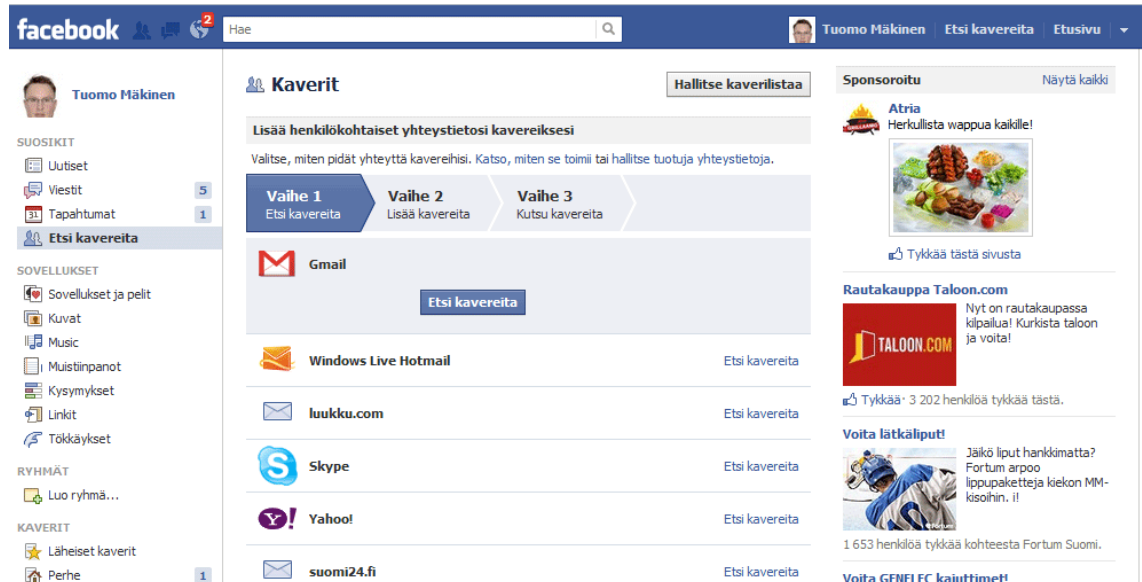 facebook
2
Hae
Tuomo Mäkinen
Etsi kavereita
Etusivu
Tuomo Mäkinen
SUOSIKIT
Uutiset
Viestit 5
31 Tapahtumat 1
Etsi kavereita
SOVELLUKSET
Sovellukset ja pelit
Kuvat
Music
Muistiinpanot
Kysymykset
Linkit
Tökkäykset
RYHMÄT
Luo ryhmä...
KAVERIT
Läheiset kaverit
Perhe 1
Kaverit
Hallitse kaverilistaa
Lisää henkilökohtaiset yhteystietosi kavereiksesi
Valitse, miten pidät yhteyttä kavereihisi. Katso, miten se toimii tai hallitse tuotuja yhteystietoja.
Vaihe 1
Etsi kavereita
Vaihe 2
Lisää kavereita
Vaihe 3
Kutsu kavereita
Gmail
Etsi kavereita
Windows Live Hotmail Etsi kavereita
luukku.com Etsi kavereita
Skype Etsi kavereita
Yahoo! Etsi kavereita
suomi24.fi Etsi kavereita
Sponsoroitu Näytä kaikki
Atria
Herkullista wappua kaikille!
Tykkää tästä sivusta
Rautakauppa Taloon.com
TALOON.COM
Nyt on rautakaupassa
kilpailua! Kurkista taloon
ja voita!
Tykkää · 3 202 henkilöä tykkää tästä.
Voita lätkäliput!
Jäikö liput hankkimatta?
Fortum arpoo
lippupaketteja kiekon MM-
kisoihin. i!
Fortum
1 653 henkilöä tykkää kohteesta Fortum Suomi.
Voita GENELEC kaiuttimet!